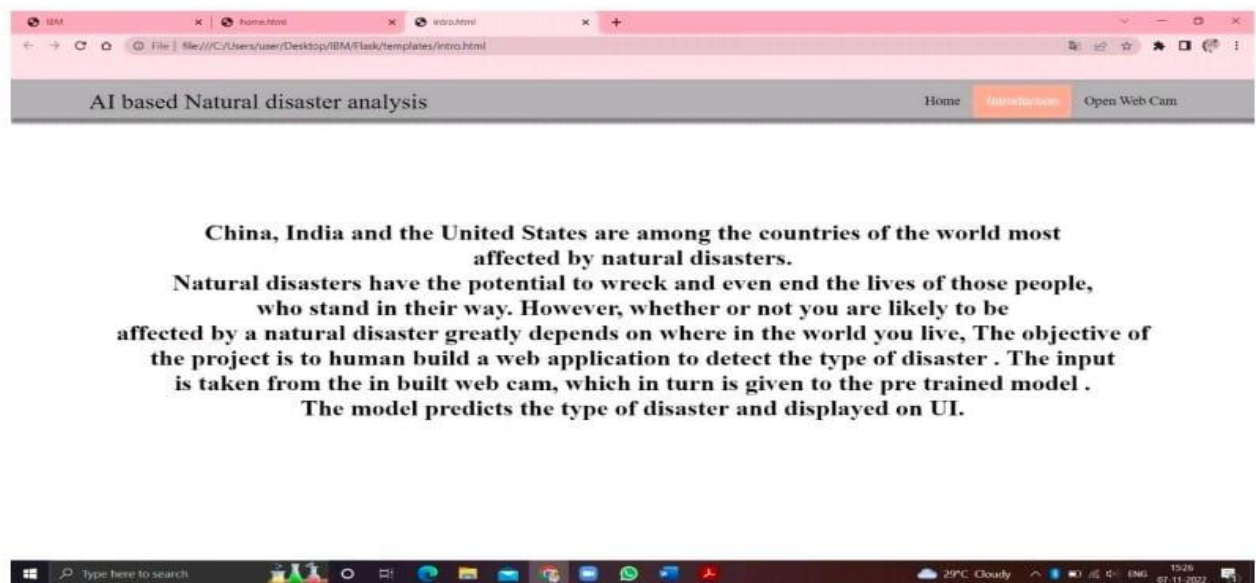 IBM
home.html
intro.html
File | file:///C:/Users/user/Desktop/IBM/Flask/templates/intro.html
AI based Natural disaster analysis
Home Introduction Open Web Cam
China, India and the United States are among the countries of the world most
affected by natural disasters.
Natural disasters have the potential to wreck and even end the lives of those people,
who stand in their way. However, whether or not you are likely to be
affected by a natural disaster greatly depends on where in the world you live, The objective of
the project is to human build a web application to detect the type of disaster . The input
is taken from the in built web cam, which in turn is given to the pre trained model .
The model predicts the type of disaster and displayed on UI.
Type here to search
29°C Cloudy
ENG
15:26
07-11-2022